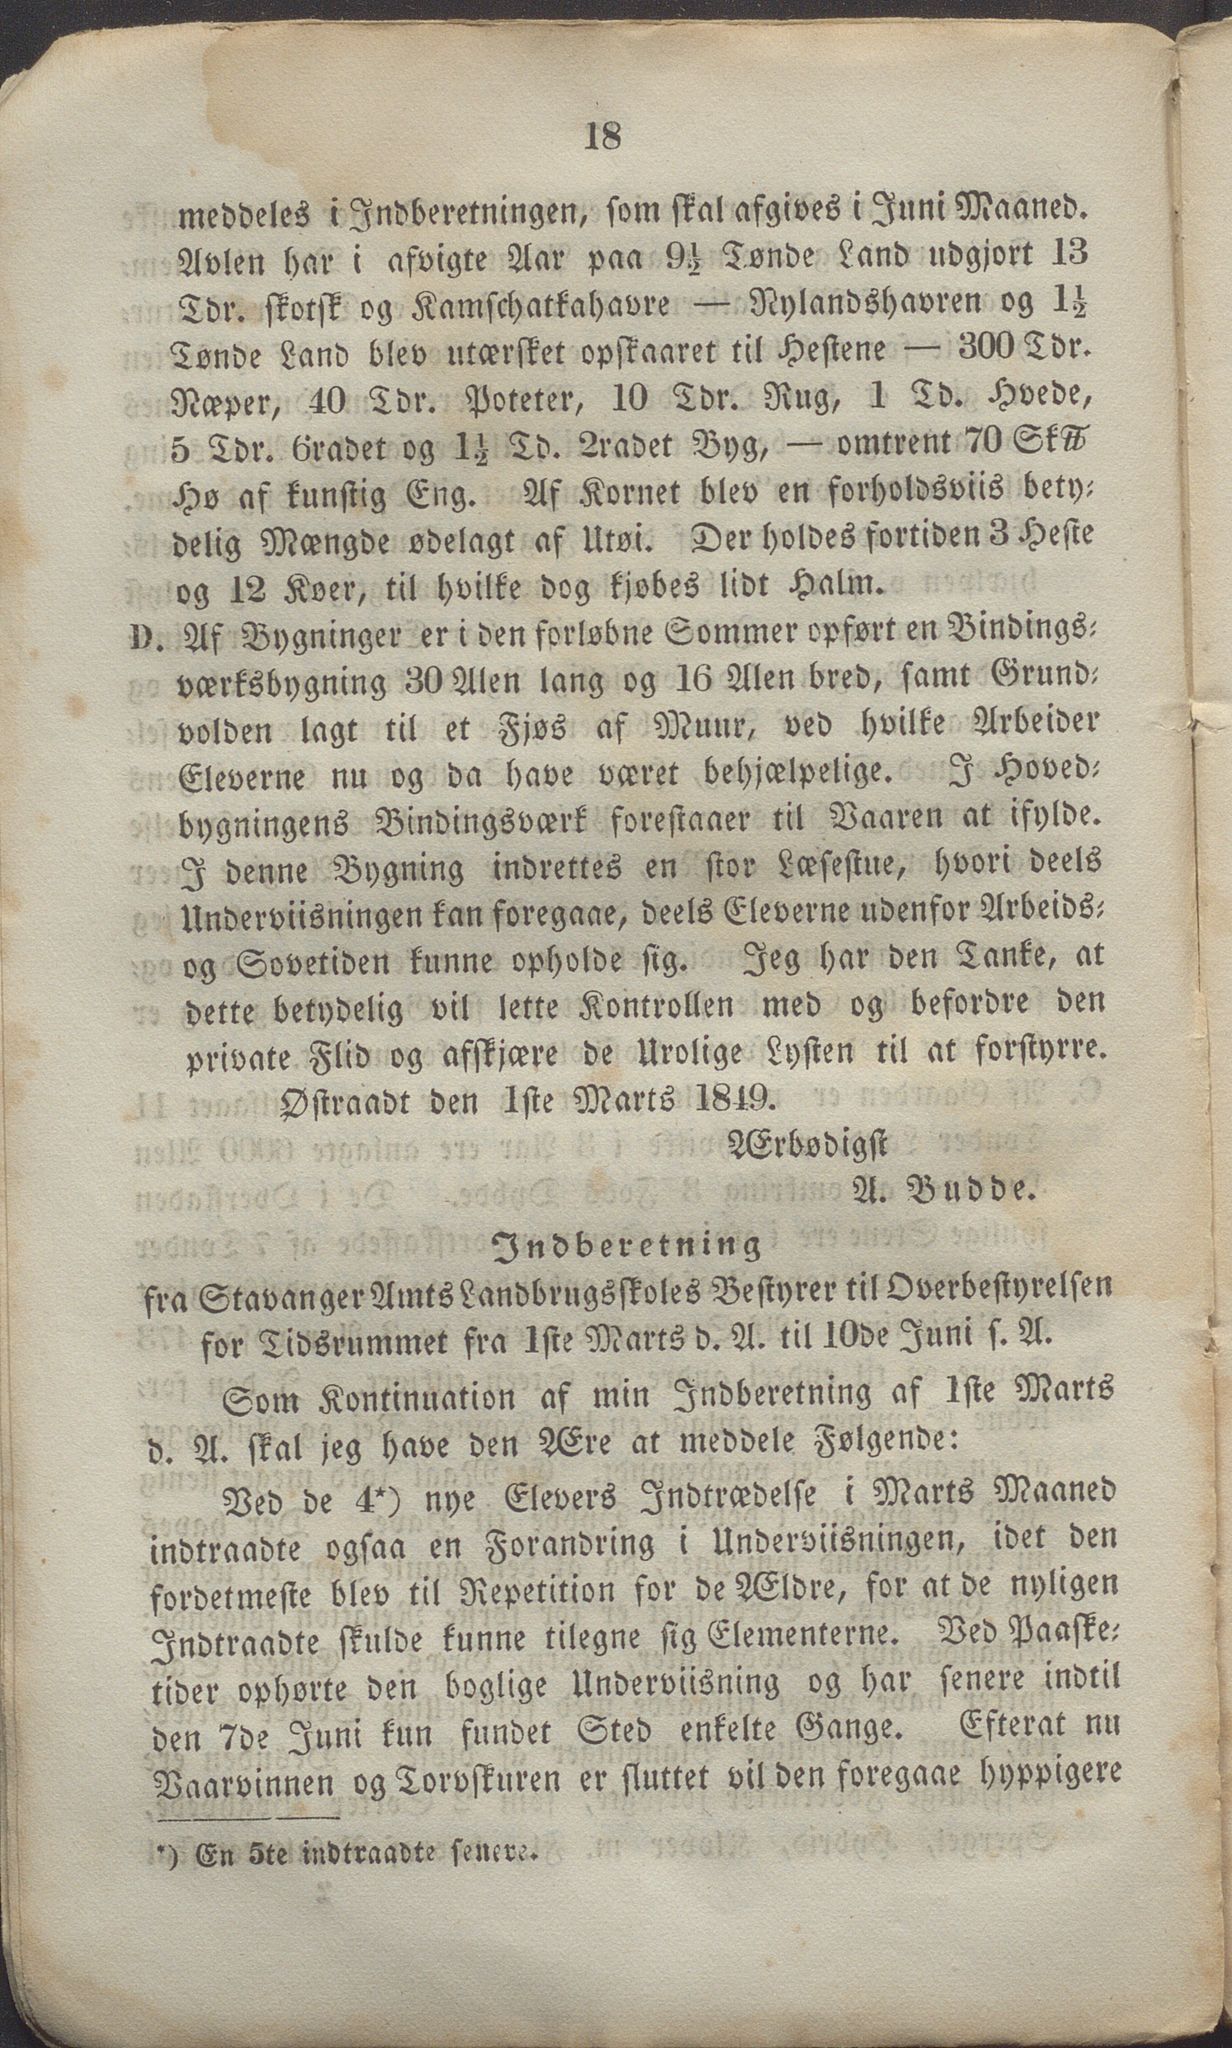 18
meddeles i Indberetningen, som skal afgives i Juni Maaned.
Avlen har i afvigte Aar paa 9½ Tønde Land udgjort 13
Tdr. skotsk og Kamschatkahavre — Nylandshavren og 1½
Tønde Land blev utærsket opskaaret til Hestene — 300 Tdr.
Næper, 40 Tdr. Poteter, 10 Tdr. Rug, 1 Td. Hvede,
5 Tdr. 6radet og 1½ Td. 2radet Byg, — omtrent 70 Sk℔
Hø af kunstig Eng. Af Kornet blev en forholdsviis bety-
delig Mængde ødelagt af Utøi. Der holdes fortiden 3 Heste
og 12 Køer, til hvilke dog kjøbes lidt Halm.
D. Af Bygninger er i den forløbne Sommer opført en Bindings-
værksbygning 30 Alen lang og 16 Alen bred, samt Grund-
volden lagt til et Fjøs af Muur, ved hvilke Arbeider
Eleverne nu og da have været behjælpelige. I Hoved-
bygningens Bindingsværk forestaaer til Vaaren at ifylde.
I denne Bygning indrettes en stor Læsestue, hvori deels
Underviisningen kan foregaae, deels Eleverne udenfor Arbeids-
og Sovetiden kunne opholde sig. Jeg har den Tanke, at
dette betydelig vil lette Kontrollen med og befordre den
private Flid og afskjære de Urolige Lysten til at forstyrre.
Østraadt den 1ste Marts 1849.
Ærbødigst
A. Budde.
Indberetning
fra Stavanger Amts Landbrugsskoles Bestyrer til Overbestyrelsen
for Tidsrummet fra 1ste Marts d. A. til 10de Juni s. A.
Som Kontinuation af min Indberetning af 1ste Marts
d. A. skal jeg have den Ære at meddele Følgende:
Ved de 4*) nye Elevers Indtrædelse i Marts Maaned
indtraadte ogsaa en Forandring i Underviisningen, idet den
fordetmeste blev til Repetition for de Ældre, for at de nyligen
Indtraadte skulde kunne tilegne sig Elementerne. Ved Paaske-
tider ophørte den boglige Underviisning og har senere indtil
den 7de Juni kun fundet Sted enkelte Gange. Efterat nu
Vaarvinnen og Torvskuren er sluttet vil den foregaae hyppigere
*) En 5te indtraadte senere.